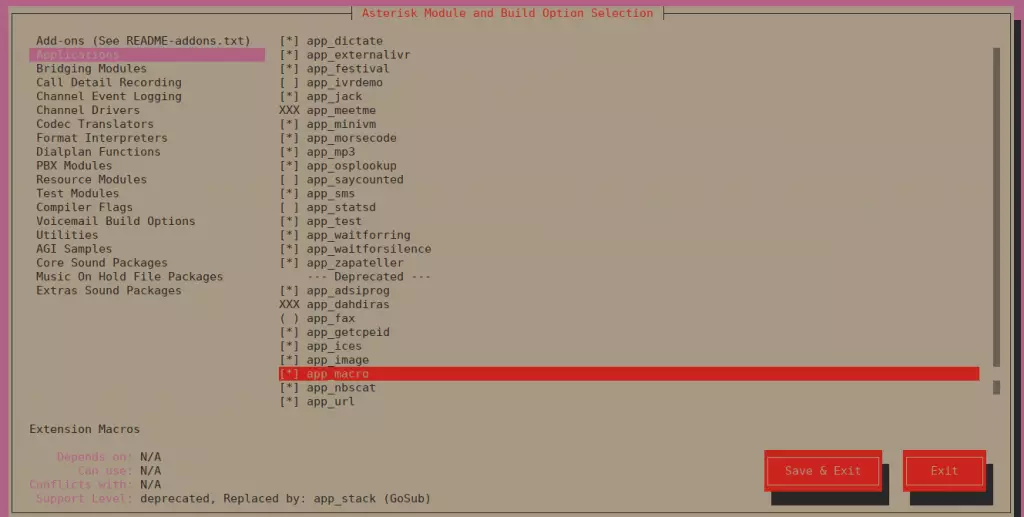 Asterisk Module and Build Option Selection
Add-ons (See README-addons.txt)
Applications
Bridging Modules
Call Detail Recording
Channel Event Logging
Channel Drivers
Codec Translators
Format Interpreters
Dialplan Functions
PBX Modules
Resource Modules
Test Modules
Compiler Flags
Voicemail Build Options
Utilities
AGI Samples
Core Sound Packages
Music On Hold File Packages
Extras Sound Packages
[*] app_dictate
[*] app_externalivr
[*] app_festival
[ ] app_ivrdemo
[*] app_jack
XXX app_meetme
[*] app_minivm
[*] app_morsecode
[*] app_mp3
[*] app_osplookup
[ ] app_saycounted
[*] app_sms
[ ] app_statsd
[*] app_test
[*] app_waitforring
[*] app_waitforsilence
[*] app_zapateller
--- Deprecated ---
[*] app_adsiprog
XXX app_dahdiras
( ) app_fax
[*] app_getcpeid
[*] app_ices
[*] app_image
[*] app_macro
[*] app_nbscat
[*] app_url
Extension Macros
Depends on: N/A
Can use: N/A
Conflicts with: N/A
Support Level: deprecated, Replaced by: app_stack (GoSub)
Save & Exit
Exit